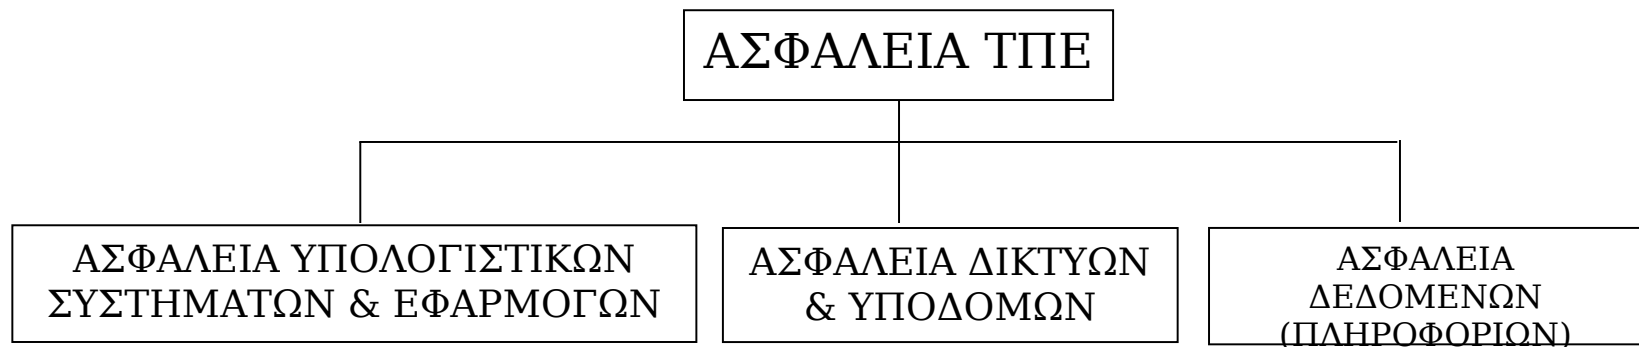 ΑΣΦΑΛΕΙΑ ΤΠΕ
ΑΣΦΑΛΕΙΑ ΥΠΟΛΟΓΙΣΤΙΚΩΝ
ΣΥΣΤΗΜΑΤΩΝ & ΕΦΑΡΜΟΓΩΝ
ΑΣΦΑΛΕΙΑ ΔΙΚΤΥΩΝ
& ΥΠΟΔΟΜΩΝ
ΑΣΦΑΛΕΙΑ
ΔΕΔΟΜΕΝΩΝ
(ΠΛΗΡΟΦΟΡΙΩΝ)